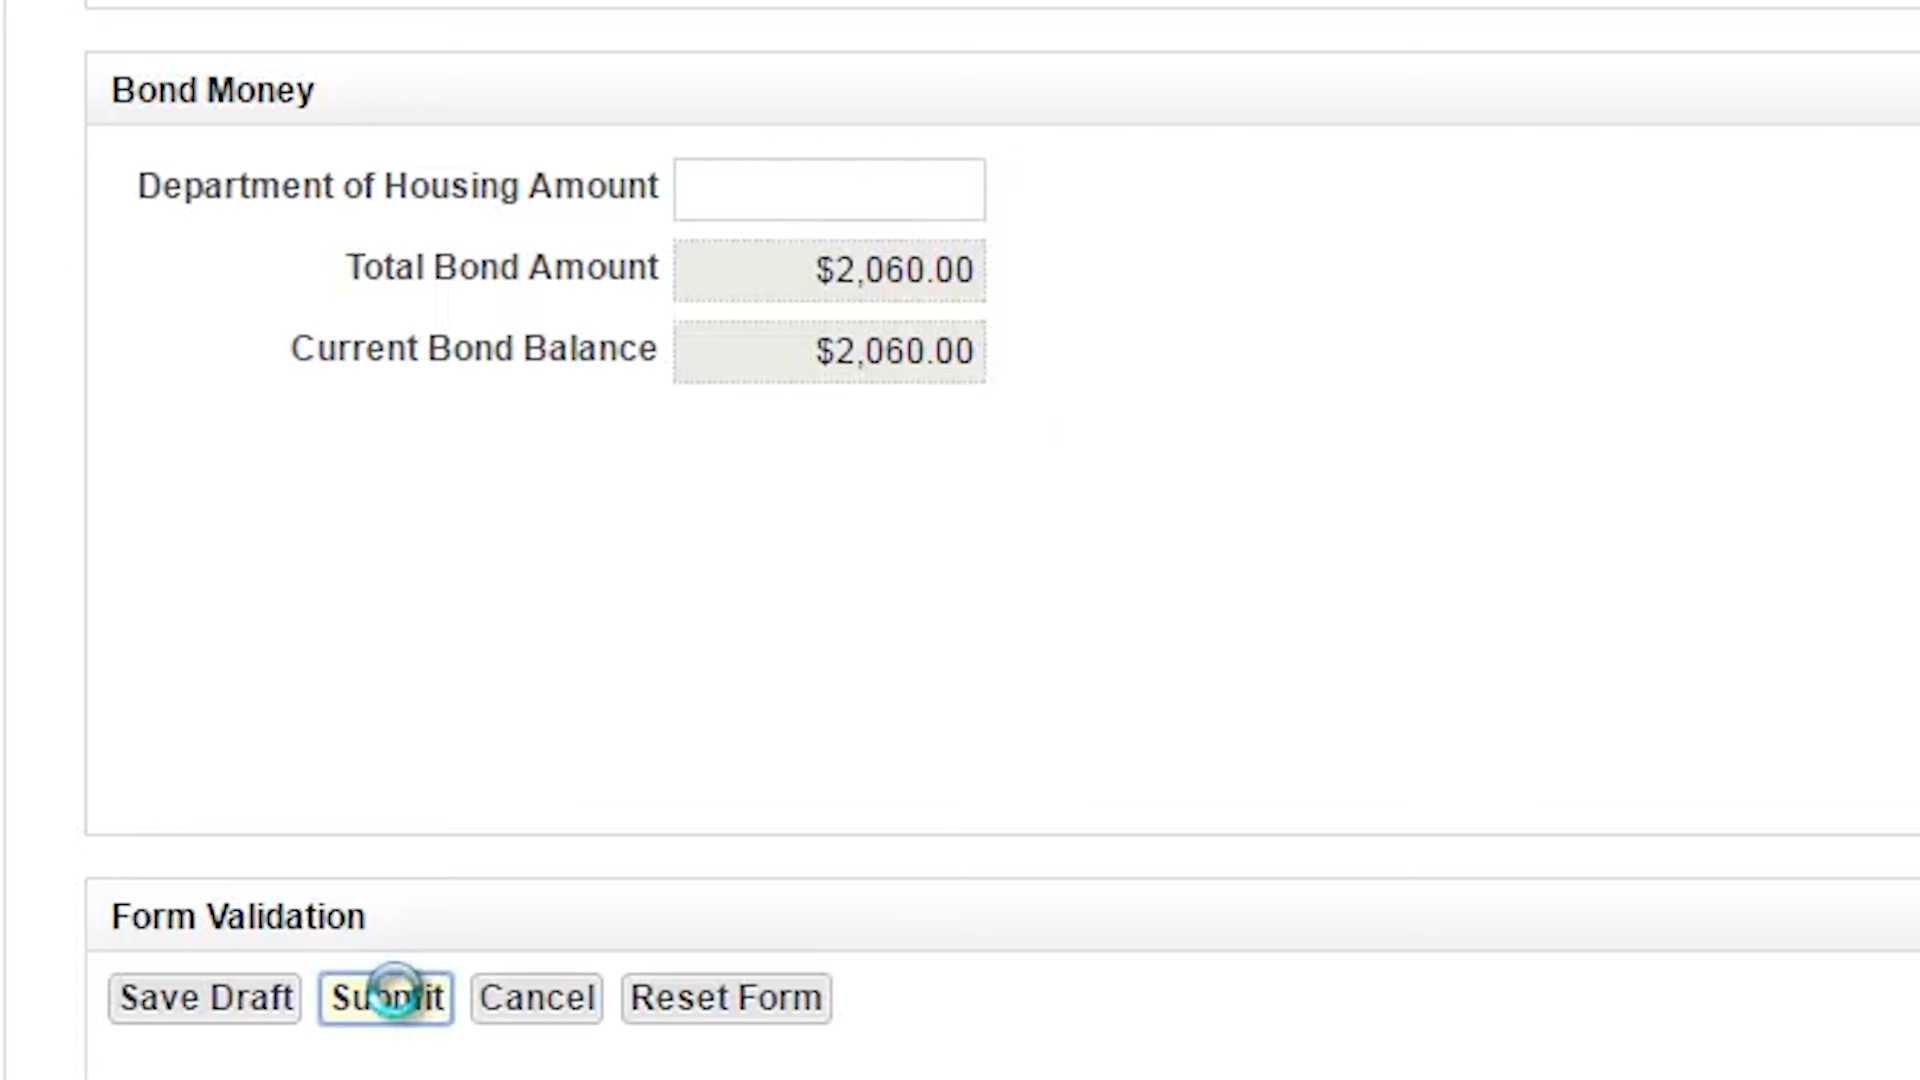 Bond Money
Department of Housing Amount
Total Bond Amount $2,060.00
Current Bond Balance $2,060.00
Form Validation
Save Draft Submit Cancel Reset Form